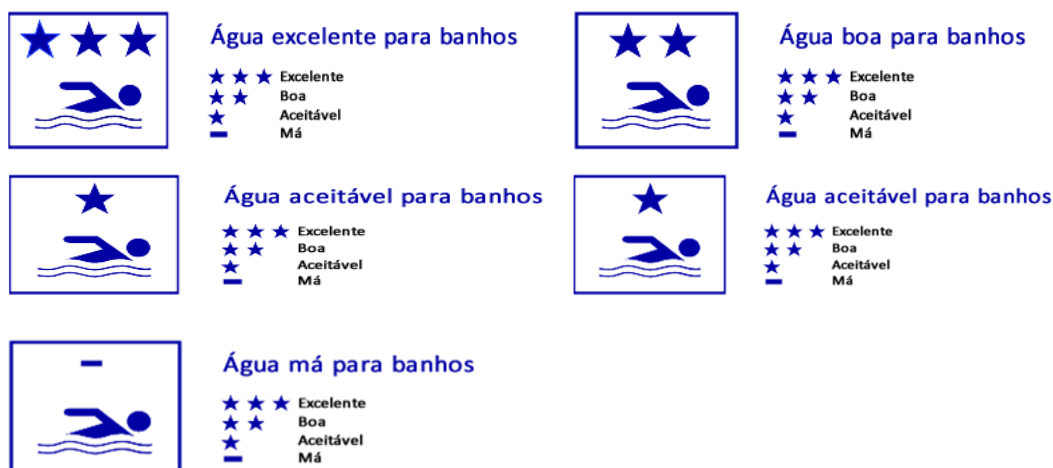 Água excelente para banhos
Excelente
Boa
Aceitável
Má
Água boa para banhos
Excelente
Boa
Aceitável
Má
Água aceitável para banhos
Excelente
Boa
Aceitável
Má
Água aceitável para banhos
Excelente
Boa
Aceitável
Má
Água má para banhos
Excelente
Boa
Aceitável
Má